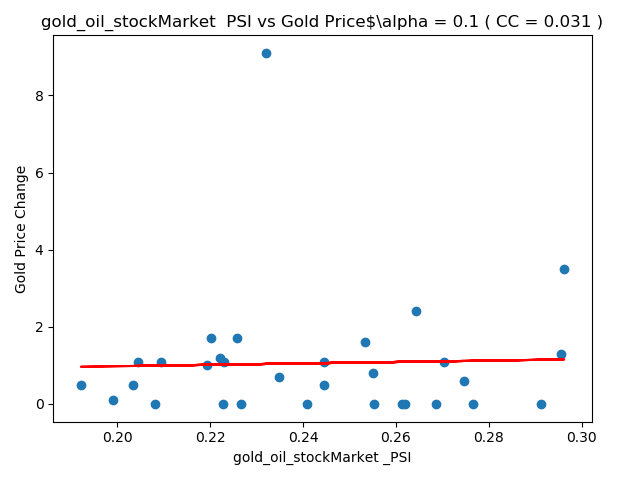 gold_oil_stockMarket  PSI vs Gold Price$\alpha = 0.1 ( CC = 0.031 )
Gold Price Change
8
6
4
2
0
0.20 0.22 0.24 0.26 0.28 0.30
gold_oil_stockMarket _PSI